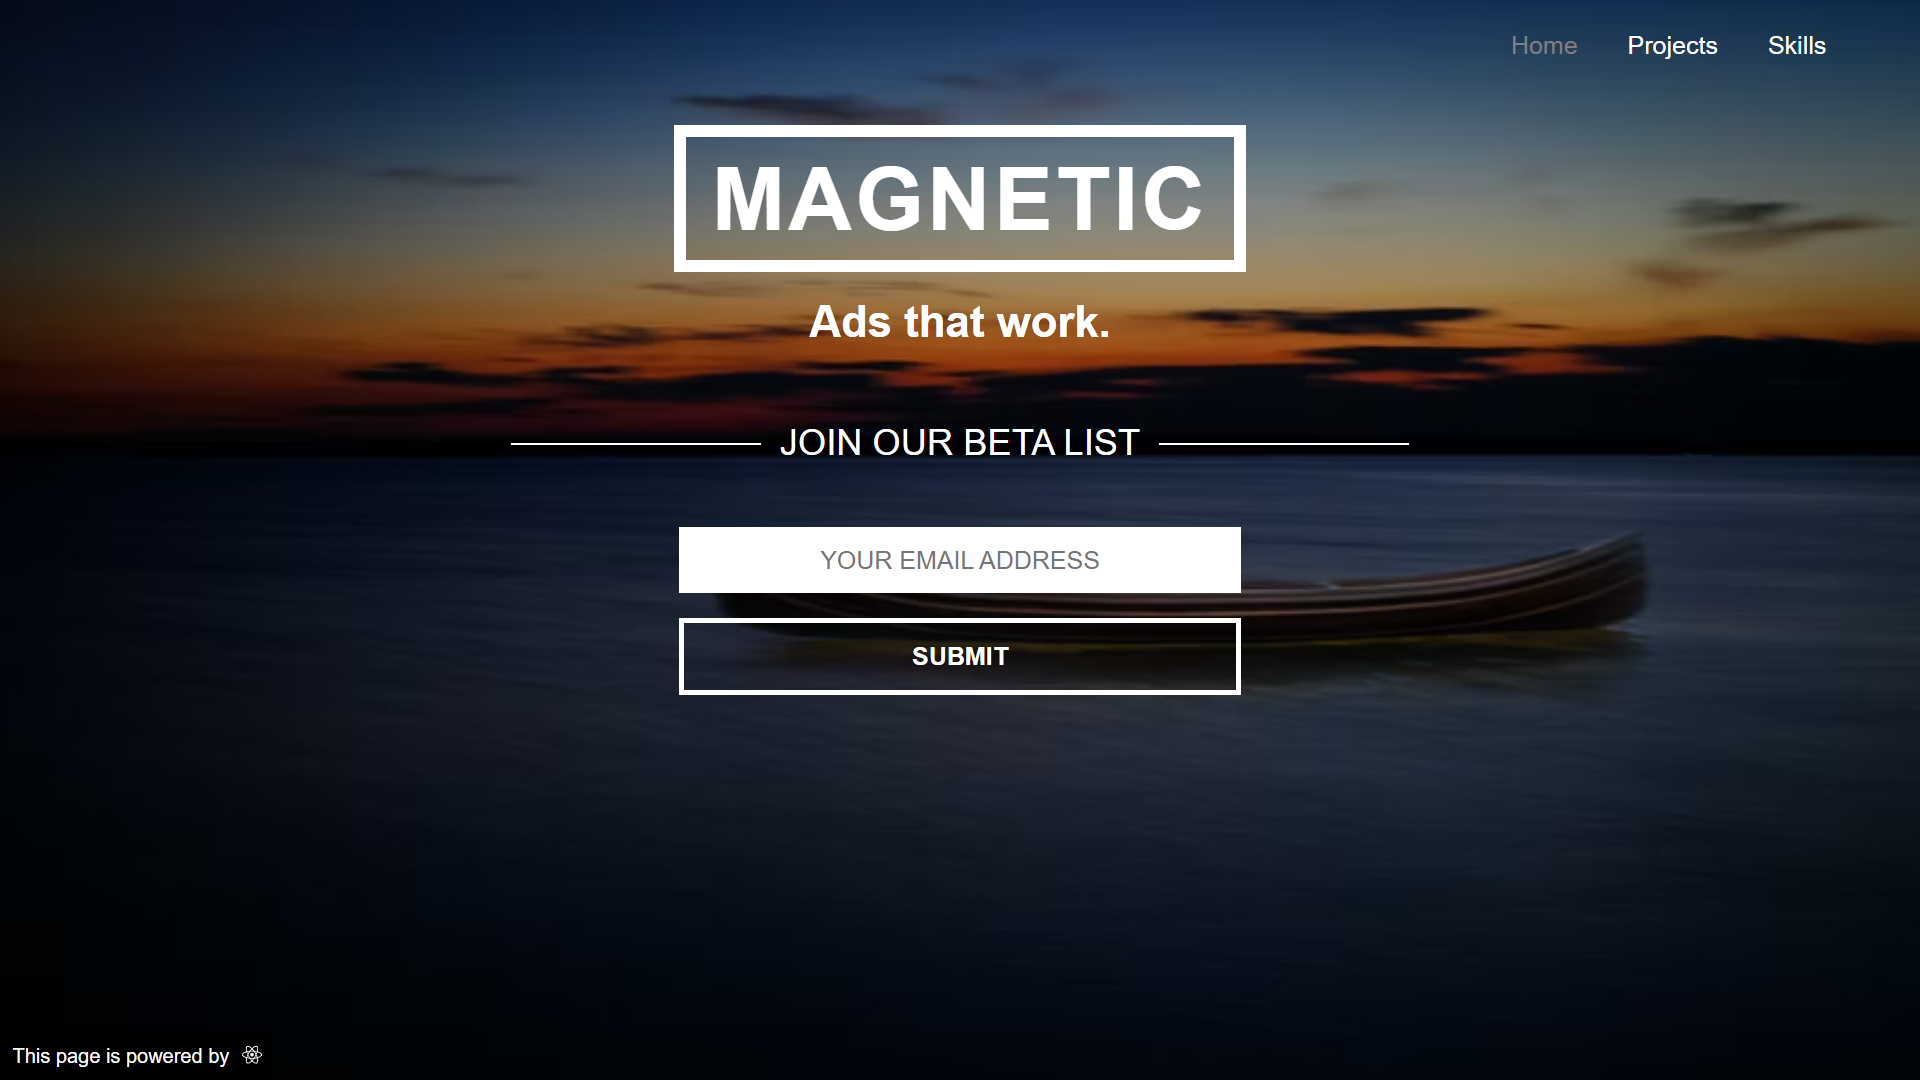 Home Projects Skills
MAGNETIC
Ads that work.
JOIN OUR BETA LIST
YOUR EMAIL ADDRESS
SUBMIT
This page is powered by